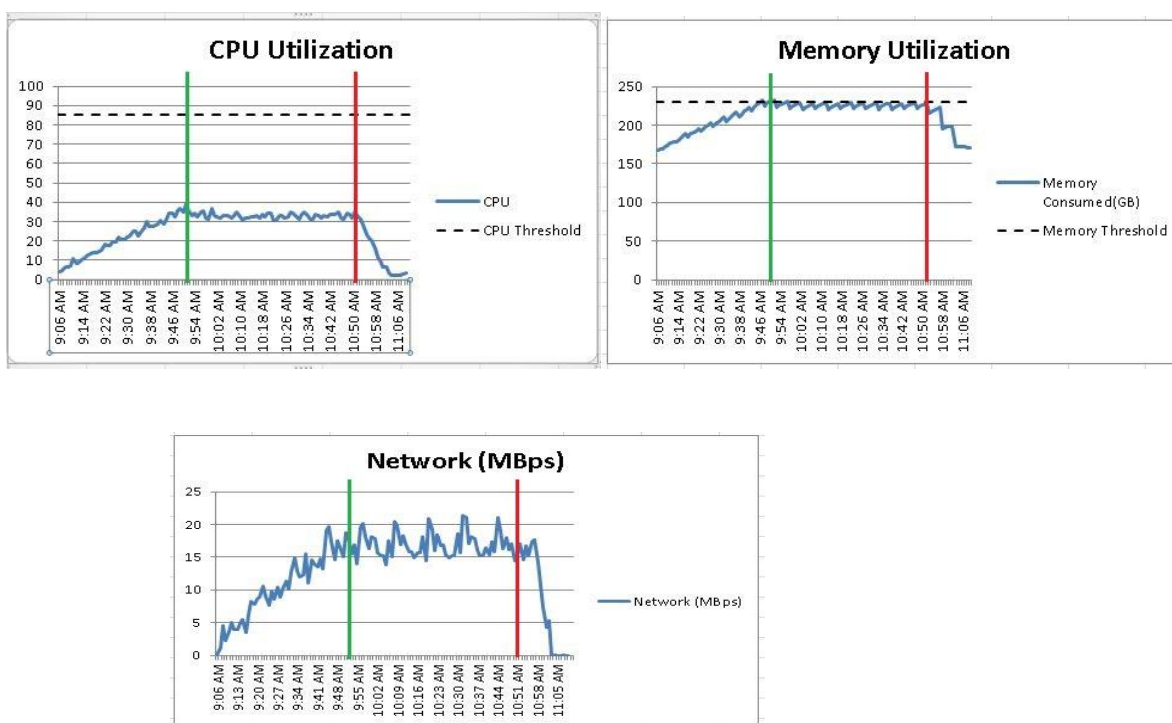 CPU Utilization
100
90
80
70
60
50
40
30
20
10
0
CPU
CPU Threshold
9:06 AM
9:14 AM
9:22 AM
9:30 AM
9:38 AM
9:46 AM
9:54 AM
10:02 AM
10:10 AM
10:18 AM
10:26 AM
10:34 AM
10:42 AM
10:50 AM
10:58 AM
11:06 AM
Memory Utilization
250
200
150
100
50
0
Memory
Consumed(GB)
Memory Threshold
9:06 AM
9:14 AM
9:22 AM
9:30 AM
9:38 AM
9:46 AM
9:54 AM
10:02 AM
10:10 AM
10:18 AM
10:26 AM
10:34 AM
10:42 AM
10:50 AM
10:58 AM
11:06 AM
Network (MBps)
25
20
15
10
5
0
Network (MBps)
9:06 AM
9:13 AM
9:20 AM
9:27 AM
9:34 AM
9:41 AM
9:48 AM
9:55 AM
10:02 AM
10:09 AM
10:16 AM
10:23 AM
10:30 AM
10:37 AM
10:44 AM
10:51 AM
10:58 AM
11:05 AM